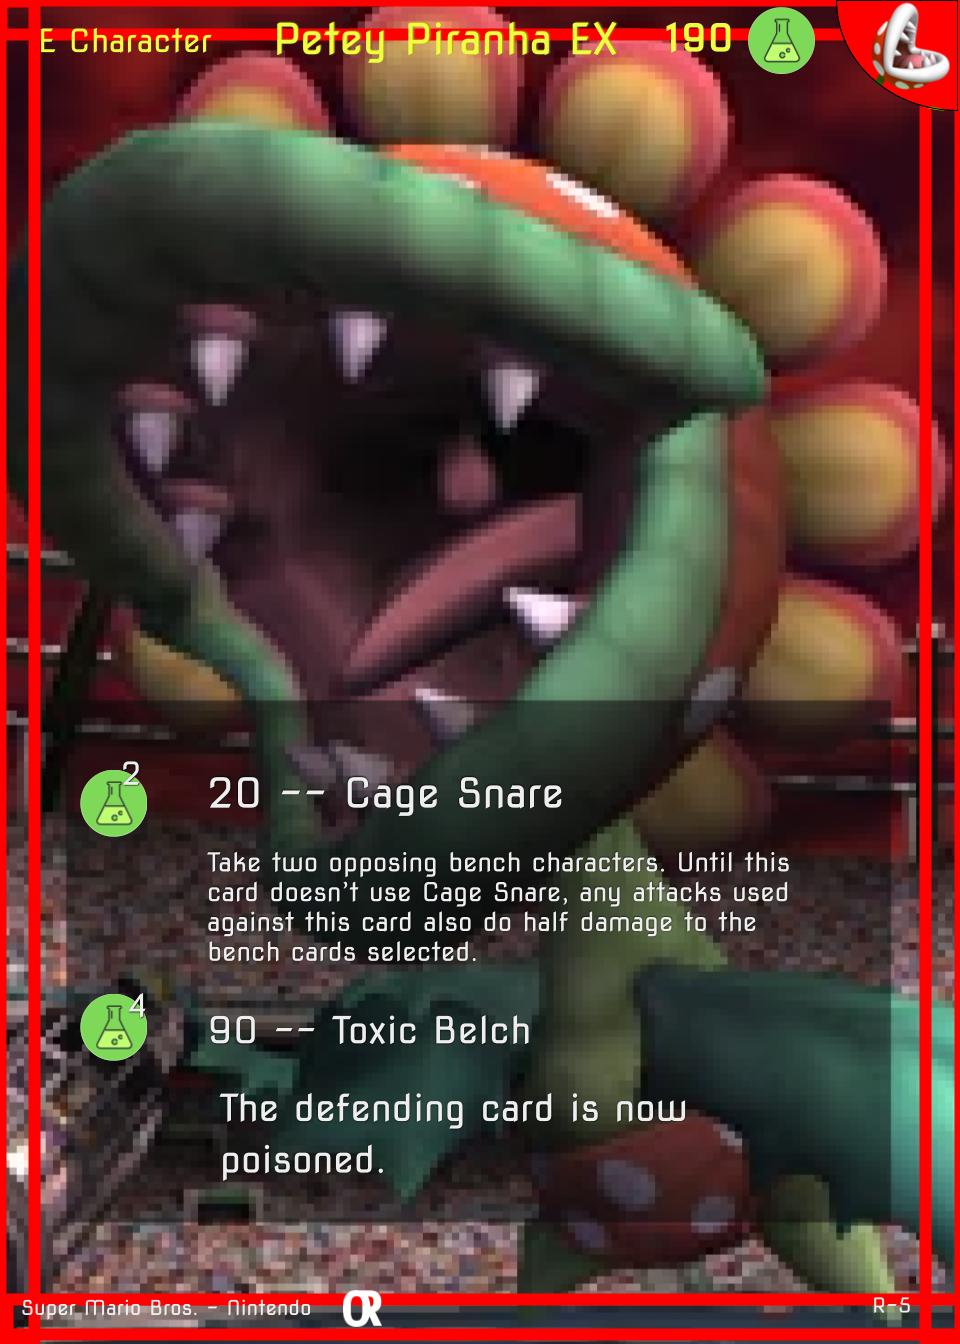 E Character Petey Piranha EX 190
2
20 -- Cage Snare
Take two opposing bench characters. Until this
card doesn't use Cage Snare, any attacks used
against this card also do half damage to the
bench cards selected.
4
90 -- Toxic Belch
The defending card is now
poisoned.
Super Mario Bros. - Nintendo OR R-5